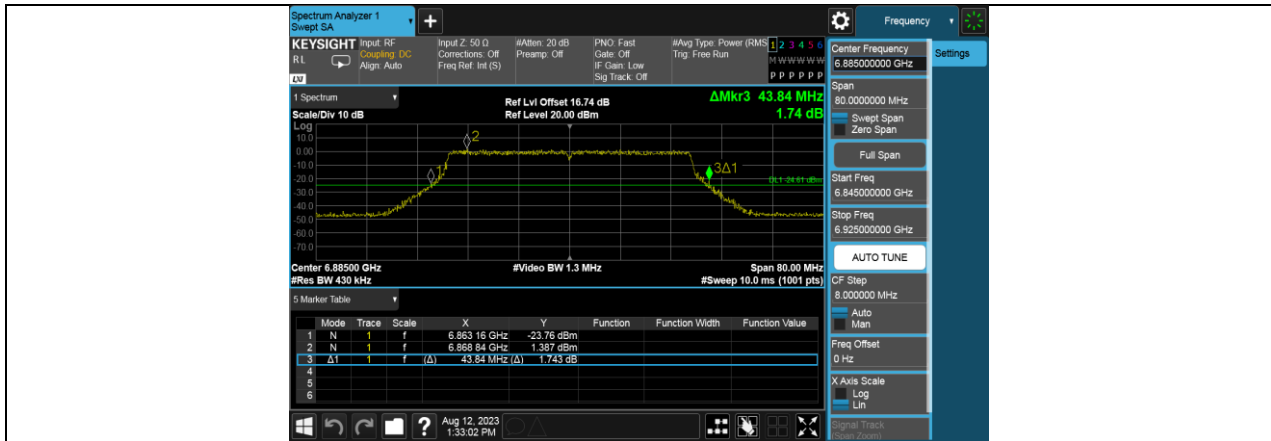 Spectrum Analyzer 1
Swept SA
+
Frequency
KEYSIGHT
RL
LXI
Input: RF
Coupling: DC
Align: Auto
Input Z: 50 Ω
Corrections: Off
Freq Ref: Int (S)
#Atten: 20 dB
Preamp: Off
PNO: Fast
Gate: Off
IF Gain: Low
Sig Track: Off
#Avg Type: Power (RMS
Trig: Free Run
1 2 3 4 5 6
M W W W W W
P P P P P P
Center Frequency
6.885000000 GHz
Settings
Span
80.0000000 MHz
Swept Span
Zero Span
Full Span
Start Freq
6.845000000 GHz
Stop Freq
6.925000000 GHz
AUTO TUNE
CF Step
8.000000 MHz
Auto
Man
Freq Offset
0 Hz
X Axis Scale
Log
Lin
Signal Track
(Span Zoom)
1 Spectrum
Scale/Div 10 dB
Ref Lvl Offset 16.74 dB
Ref Level 20.00 dBm
ΔMkr3 43.84 MHz
1.74 dB
Log
10.0
0.00
-10.0
-20.0
-30.0
-40.0
-50.0
-60.0
-70.0
1
2
3Δ1
DL1 -24.61 dBm
Center 6.88500 GHz
#Video BW 1.3 MHz
Span 80.00 MHz
#Res BW 430 kHz
#Sweep 10.0 ms (1001 pts)
5 Marker Table
Mode Trace Scale X Y Function Function Width Function Value
1 N 1 f 6.863 16 GHz -23.76 dBm
2 N 1 f 6.868 84 GHz 1.387 dBm
3 Δ1 1 f (Δ) 43.84 MHz (Δ) 1.743 dB
4
5
6
?
Aug 12, 2023
1:33:02 PM